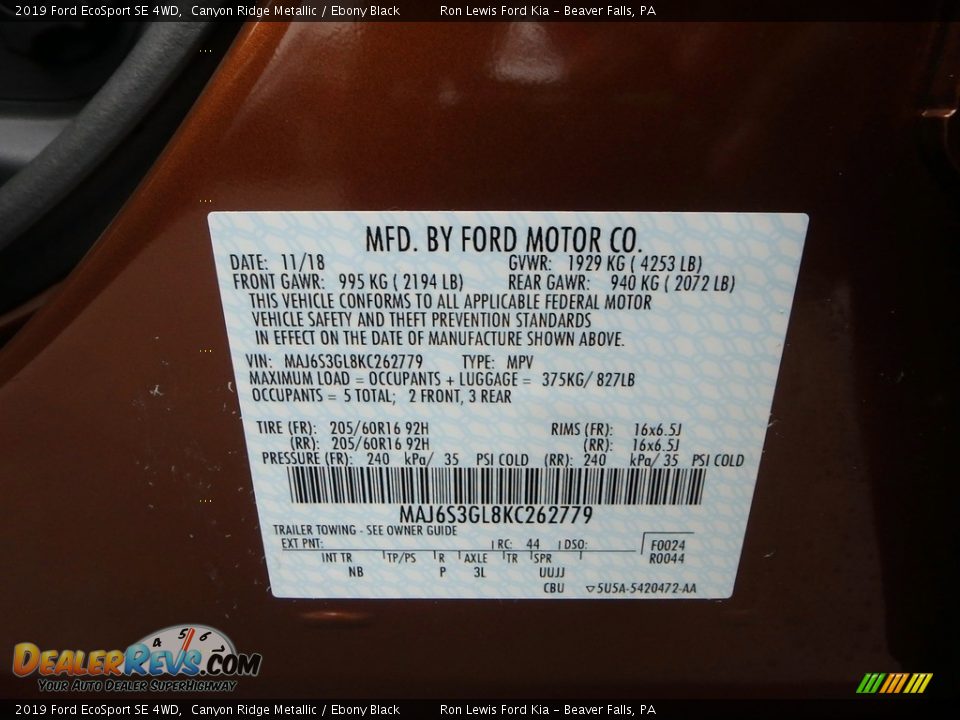 2019 Ford EcoSport SE 4WD,  Canyon Ridge Metallic / Ebony Black  Ron Lewis Ford Kia - Beaver Falls, PA
MFD. BY FORD MOTOR CO.
DATE: 11/18  GVWR: 1929 KG ( 4253 LB)
FRONT GAWR: 995 KG ( 2194 LB)  REAR GAWR: 940 KG ( 2072 LB)
THIS VEHICLE CONFORMS TO ALL APPLICABLE FEDERAL MOTOR
VEHICLE SAFETY AND THEFT PREVENTION STANDARDS
IN EFFECT ON THE DATE OF MANUFACTURE SHOWN ABOVE.
VIN: MAJ6S3GL8KC262779  TYPE: MPV
MAXIMUM LOAD = OCCUPANTS + LUGGAGE = 375KG/ 827LB
OCCUPANTS = 5 TOTAL; 2 FRONT, 3 REAR
TIRE (FR): 205/60R16 92H  RIMS (FR): 16x6.5J
(RR): 205/60R16 92H  (RR): 16x6.5J
PRESSURE (FR): 240 kPa/ 35 PSI COLD (RR): 240 kPa/ 35 PSI COLD
MAJ6S3GL8KC262779
TRAILER TOWING - SEE OWNER GUIDE
EXT PNT:  RC: 44  DSO:  F0024
INT TR  TP/PS  R  AXLE  TR  SPR  R0044
NB  P  3L  UUJJ
CBU  5U5A-5420472-AA
4 5 6
DEALERREVS.COM
YOUR AUTO DEALER SUPERHIGHWAY
2019 Ford EcoSport SE 4WD,  Canyon Ridge Metallic / Ebony Black  Ron Lewis Ford Kia - Beaver Falls, PA